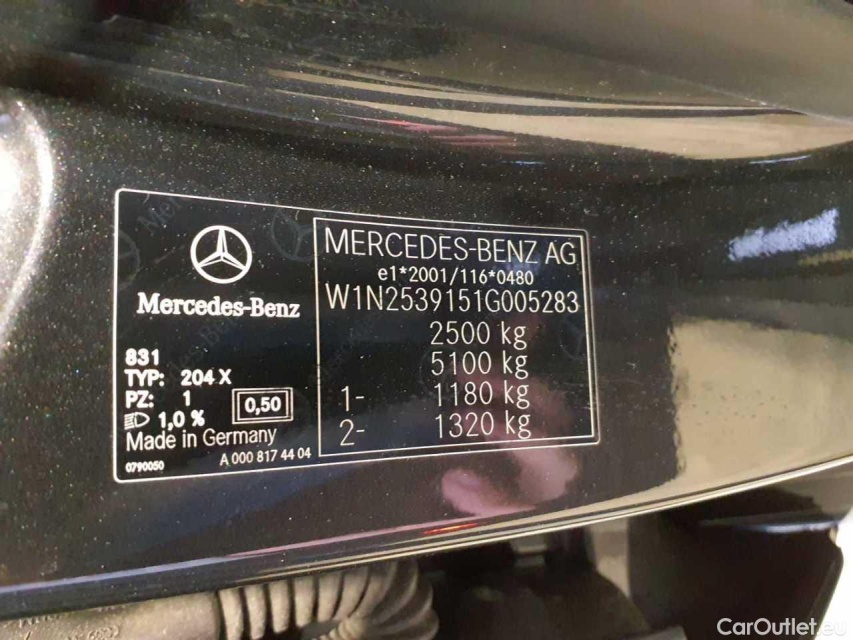 Mercedes-Benz
831
TYP: 204 X
PZ: 1
1,0 %
0,50
Made in Germany
0790050 A 000 817 44 04
MERCEDES-BENZ AG
e1*2001/116*0480
W1N2539151G005283
2500 kg
5100 kg
1- 1180 kg
2- 1320 kg
CarOutlet.eu